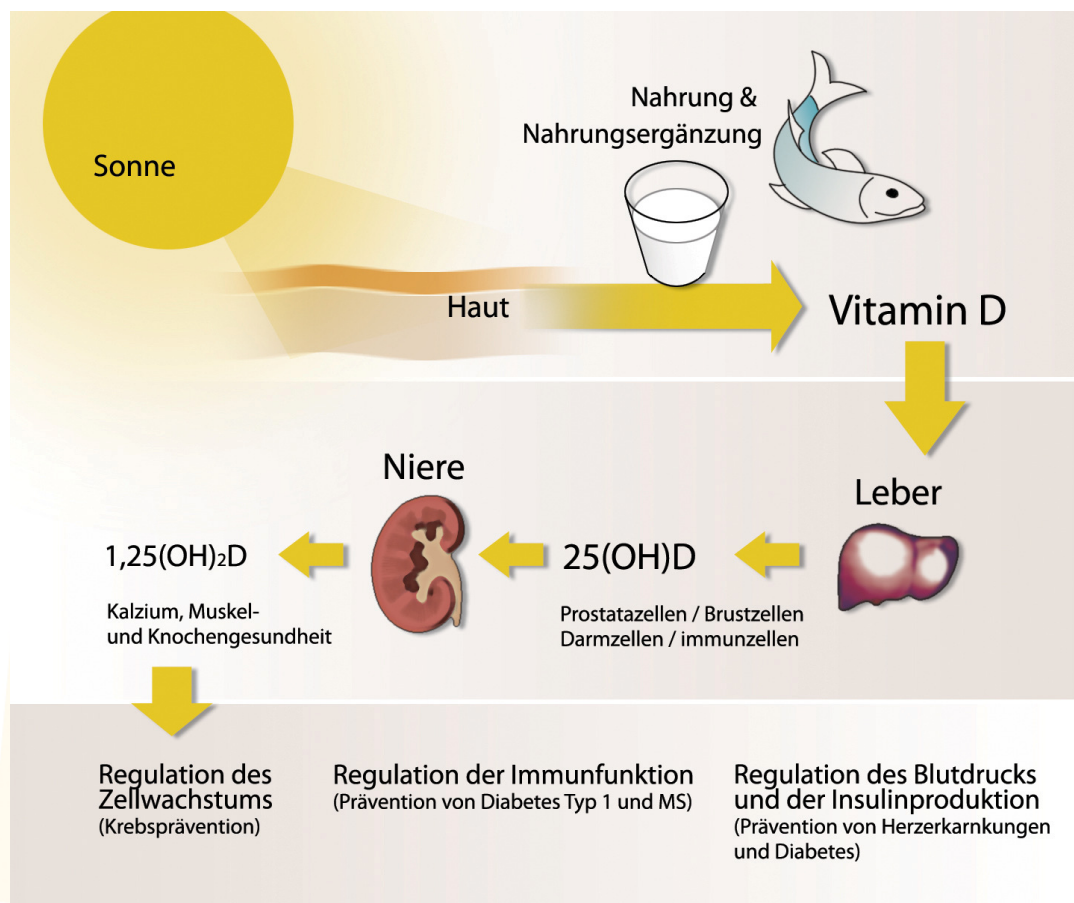 Sonne
Nahrung &
Nahrungsergänzung
Haut
Vitamin D
Leber
Niere
25(OH)D
Prostatazellen / Brustzellen
Darmzellen / immunzellen
1,25(OH)₂D
Kalzium, Muskel-
und Knochengesundheit
Regulation des
Zellwachstums
(Krebsprävention)
Regulation der Immunfunktion
(Prävention von Diabetes Typ 1 und MS)
Regulation des Blutdrucks
und der Insulinproduktion
(Prävention von Herzerkarnkungen
und Diabetes)